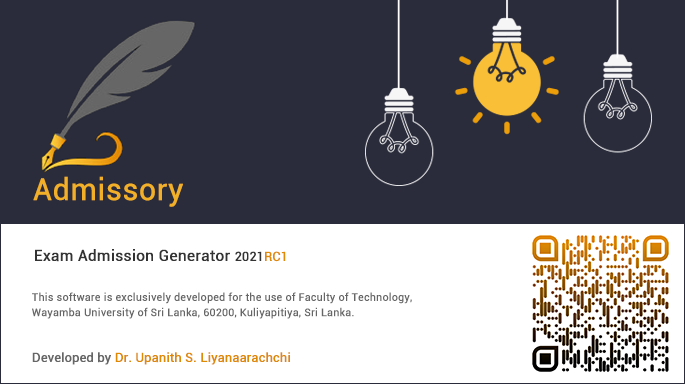 Admissory
Exam Admission Generator 2021RC1
This software is exclusively developed for the use of Faculty of Technology,
Wayamba University of Sri Lanka, 60200, Kuliyapitiya, Sri Lanka.
Developed by Dr. Upanith S. Liyanaarachchi